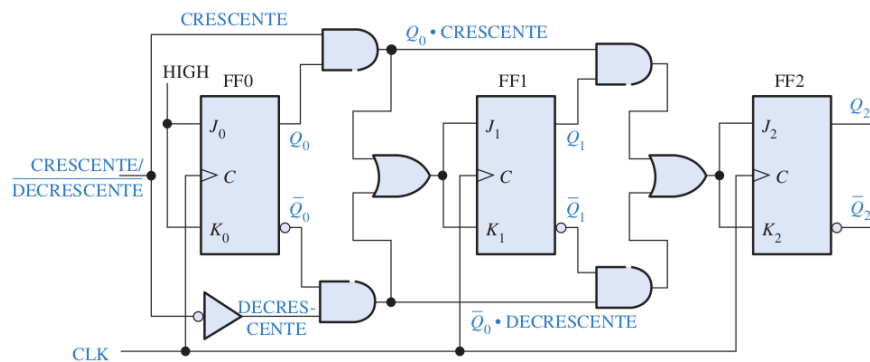 CRESCENTE
Q0 • CRESCENTE
HIGH
FF0
FF1
FF2
J0
Q0
J1
Q1
J2
Q2
CRESCENTE/
DECRESCENTE
C
C
C
Q̅0
K0
Q̅1
K1
Q̅2
K2
DECRES-
CENTE
Q̅0 • DECRESCENTE
CLK